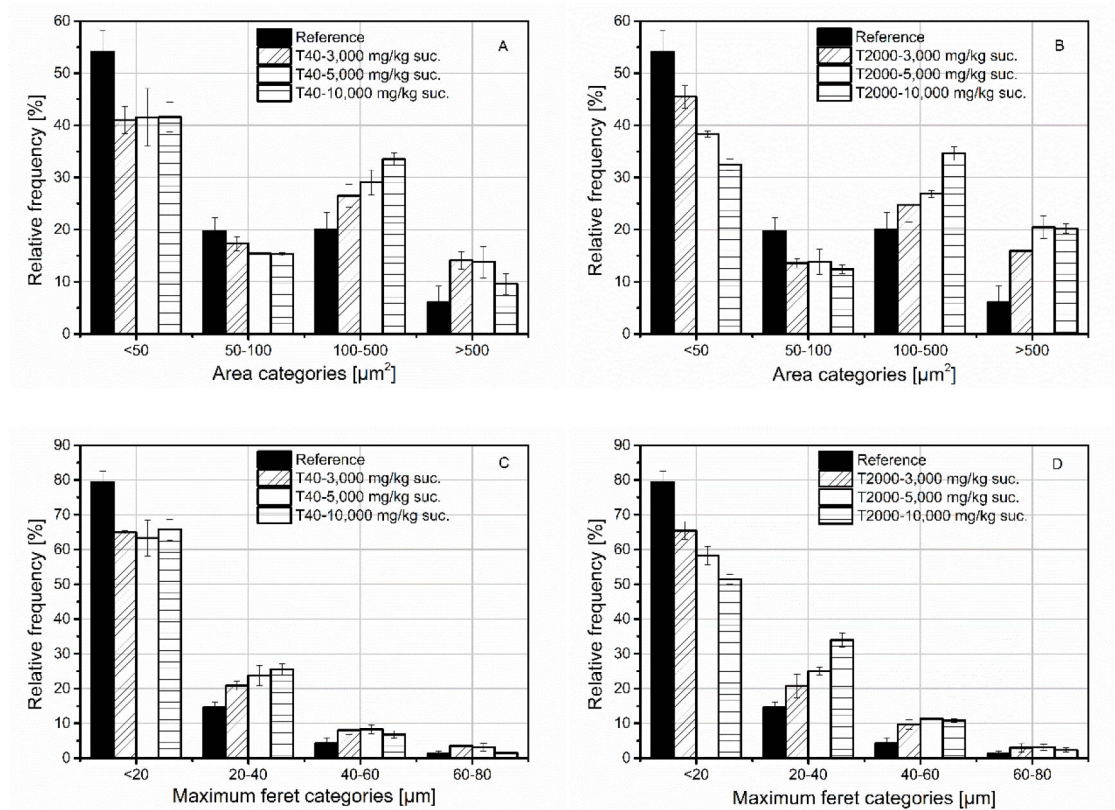 60
50
40
30
20
10
0
Relative frequency [%]
Reference
T40-3,000 mg/kg suc.
T40-5,000 mg/kg suc.
T40-10,000 mg/kg suc.
A
<50 50-100 100-500 >500
Area categories [µm²]
60
50
40
30
20
10
0
Relative frequency [%]
Reference
T2000-3,000 mg/kg suc.
T2000-5,000 mg/kg suc.
T2000-10,000 mg/kg suc.
B
<50 50-100 100-500 >500
Area categories [µm²]
90
80
70
60
50
40
30
20
10
0
Relative frequency [%]
Reference
T40-3,000 mg/kg suc.
T40-5,000 mg/kg suc.
T40-10,000 mg/kg suc.
C
<20 20-40 40-60 60-80
Maximum feret categories [µm]
90
80
70
60
50
40
30
20
10
0
Relative frequency [%]
Reference
T2000-3,000 mg/kg suc.
T2000-5,000 mg/kg suc.
T2000-10,000 mg/kg suc.
D
<20 20-40 40-60 60-80
Maximum feret categories [µm]